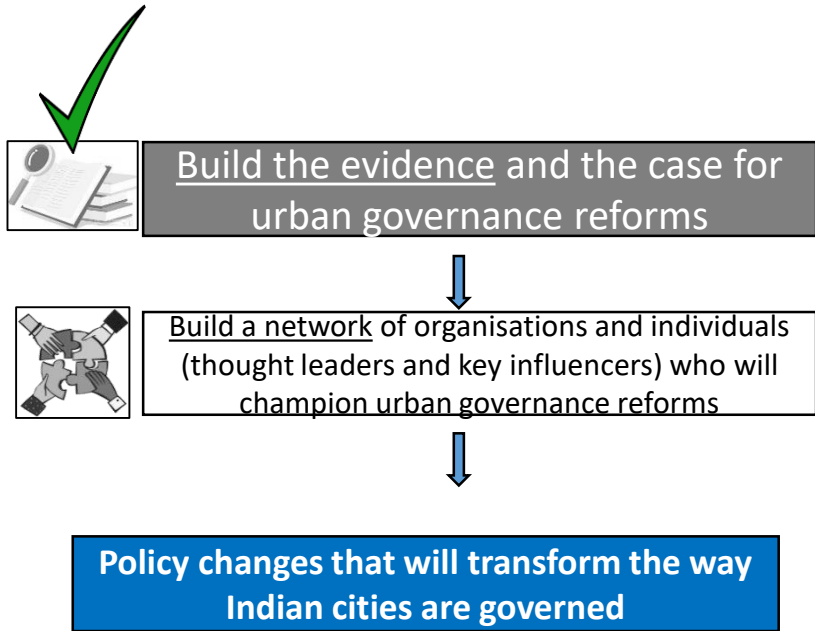 Build the evidence and the case for
urban governance reforms
Build a network of organisations and individuals
(thought leaders and key influencers) who will
champion urban governance reforms
Policy changes that will transform the way
Indian cities are governed